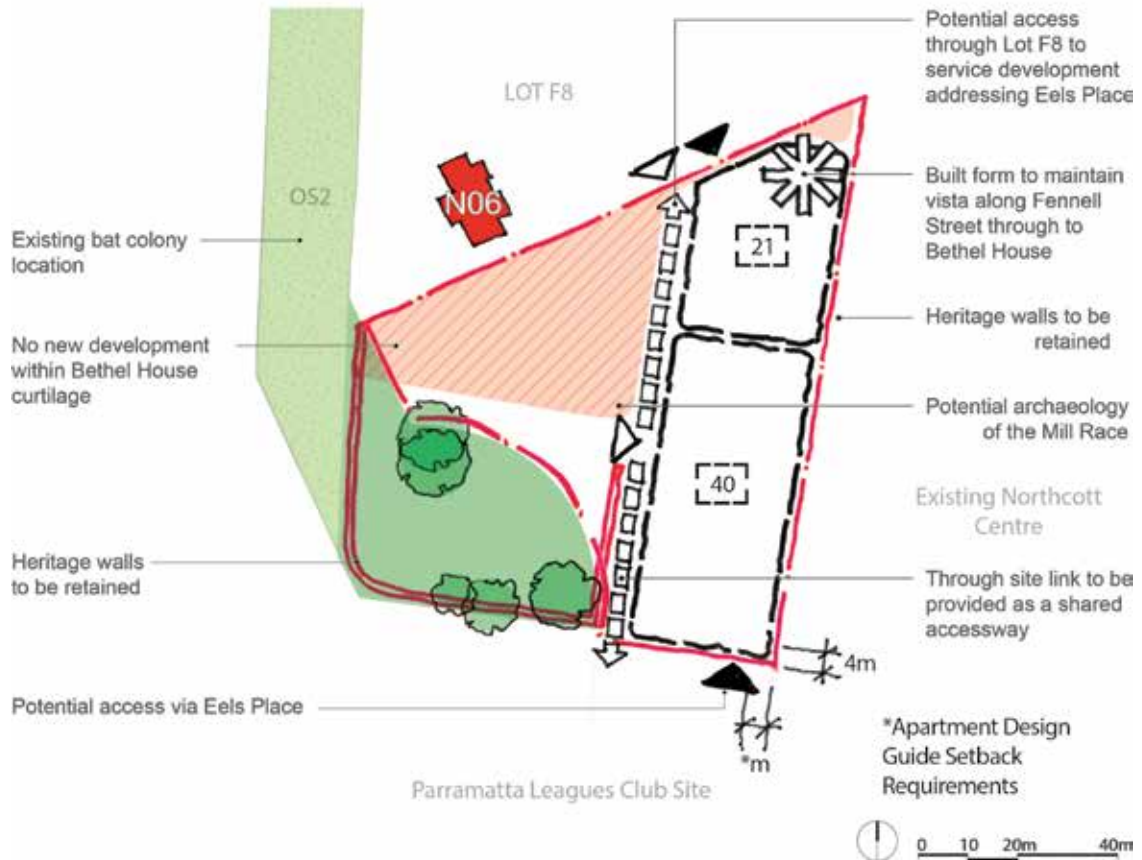 Potential access
through Lot F8 to
service development
addressing Eels Place
LOT F8
OS2
N06
Existing bat colony
location
Built form to maintain
vista along Fennell
Street through to
Bethel House
21
No new development
within Bethel House
curtilage
Heritage walls to be
retained
Potential archaeology
of the Mill Race
40
Existing Northcott
Centre
Heritage walls
to be retained
Through site link to be
provided as a shared
accessway
4m
Potential access via Eels Place
*m
*Apartment Design
Guide Setback
Requirements
Parramatta Leagues Club Site
0 10 20m 40m